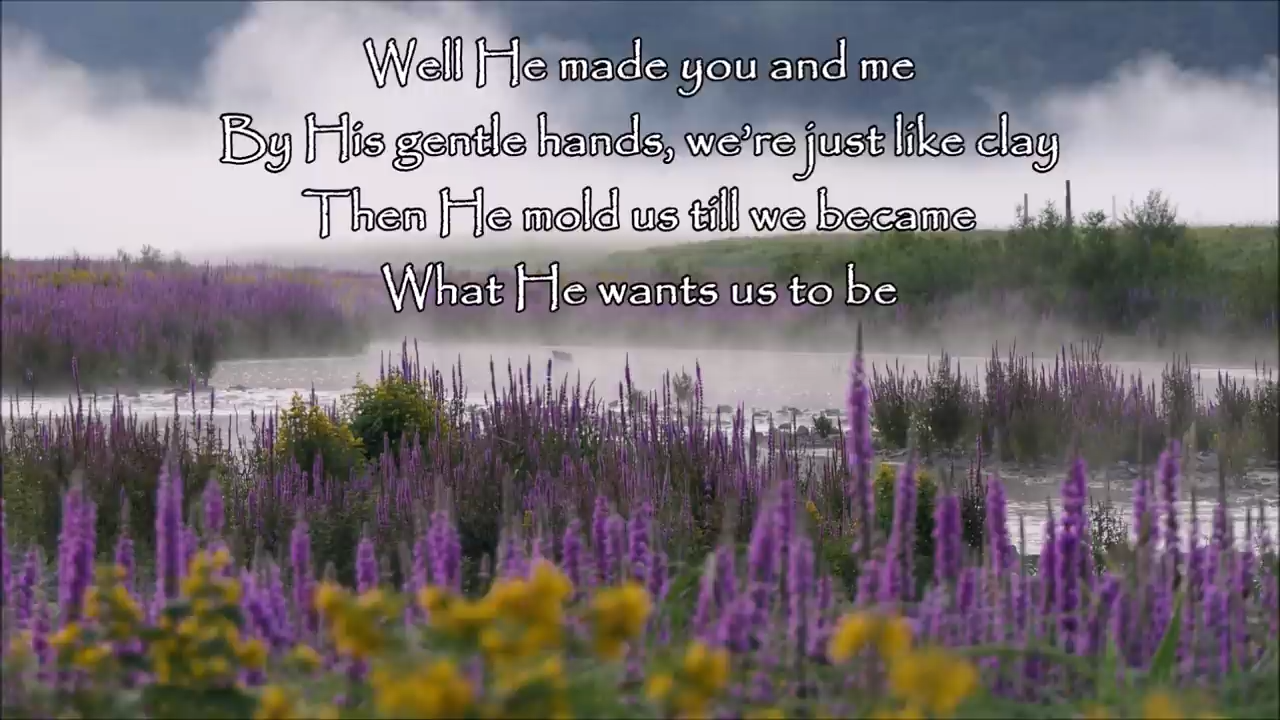 Well He made you and me
By His gentle hands, we're just like clay
Then He mold us till we became
What He wants us to be